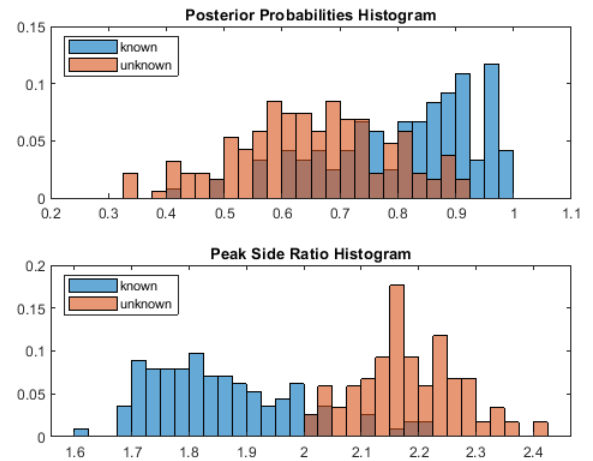 Posterior Probabilities Histogram
0.15
known
unknown
0.1
0.05
0
0.2 0.3 0.4 0.5 0.6 0.7 0.8 0.9 1 1.1
Peak Side Ratio Histogram
0.2
known
unknown
0.15
0.1
0.05
0
1.6 1.7 1.8 1.9 2 2.1 2.2 2.3 2.4